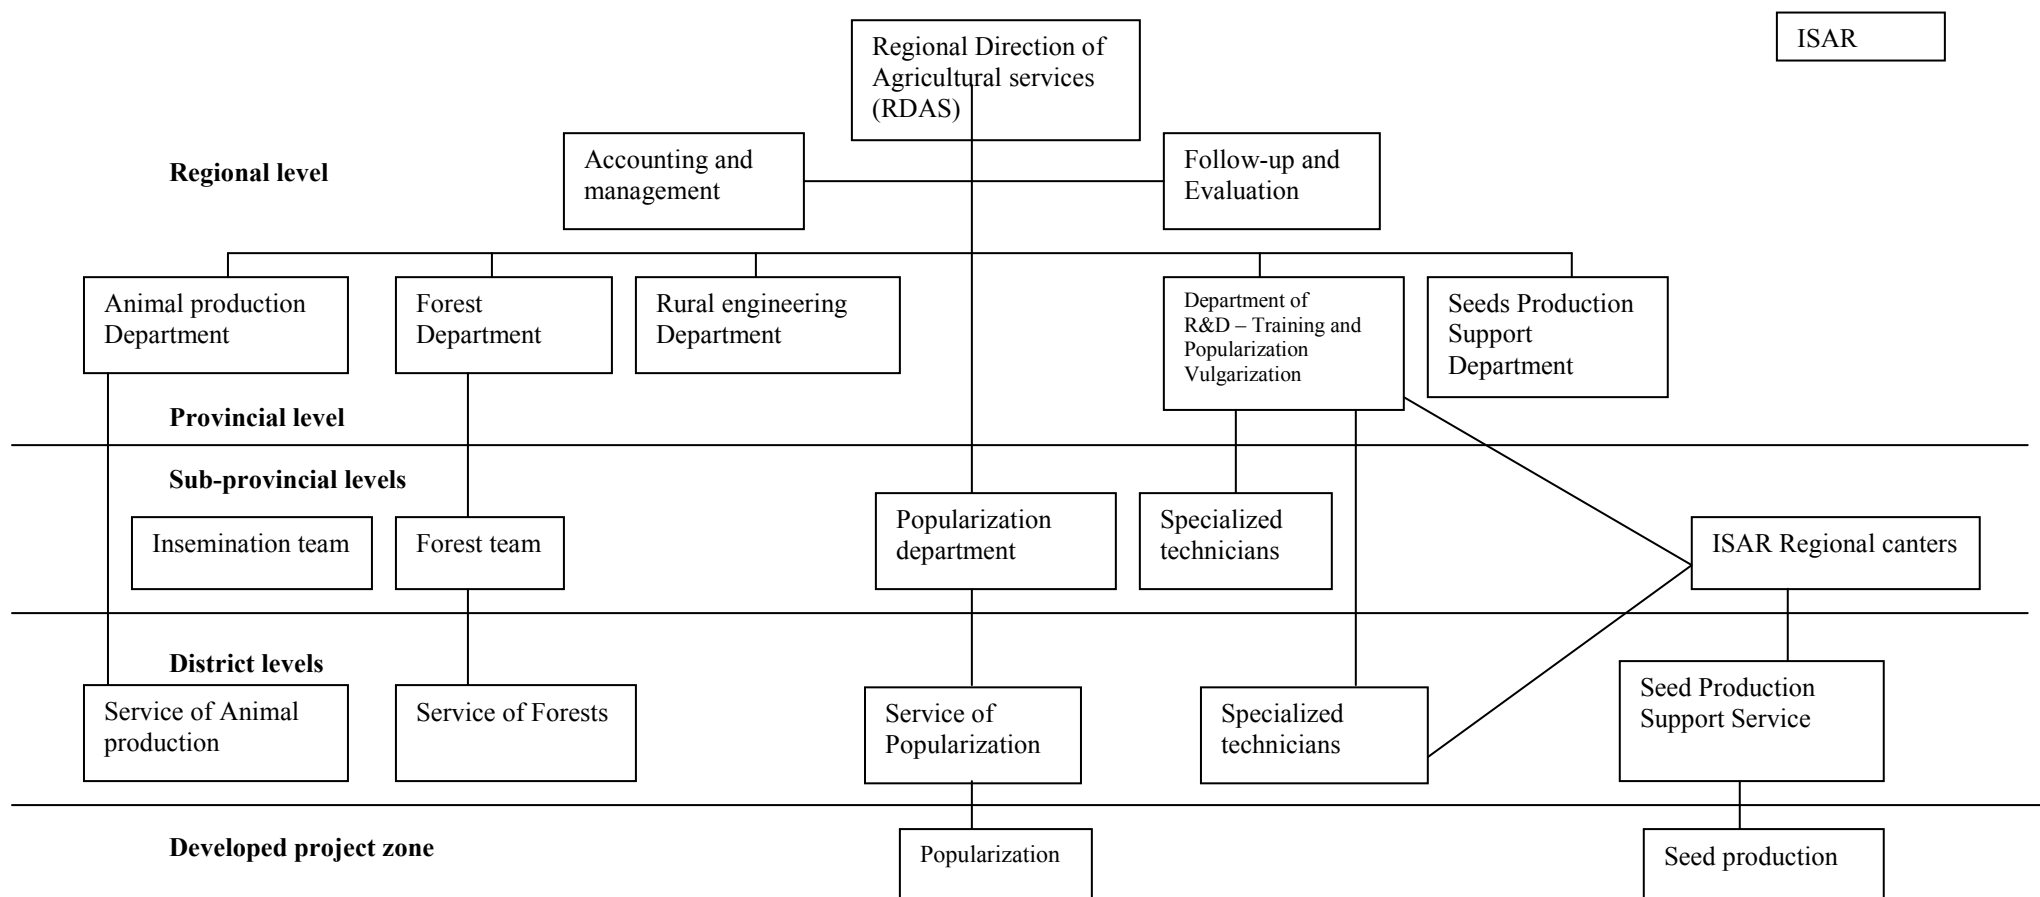 Regional Direction of
Agricultural services
(RDAS)
ISAR
Regional level
Accounting and
management
Follow-up and
Evaluation
Animal production
Department
Forest
Department
Rural engineering
Department
Department of
R&D – Training and
Popularization
Vulgarization
Seeds Production
Support
Department
Provincial level
Sub-provincial levels
Insemination team
Forest team
Popularization
department
Specialized
technicians
ISAR Regional canters
District levels
Service of Animal
production
Service of Forests
Service of
Popularization
Specialized
technicians
Seed Production
Support Service
Developed project zone
Popularization
Seed production